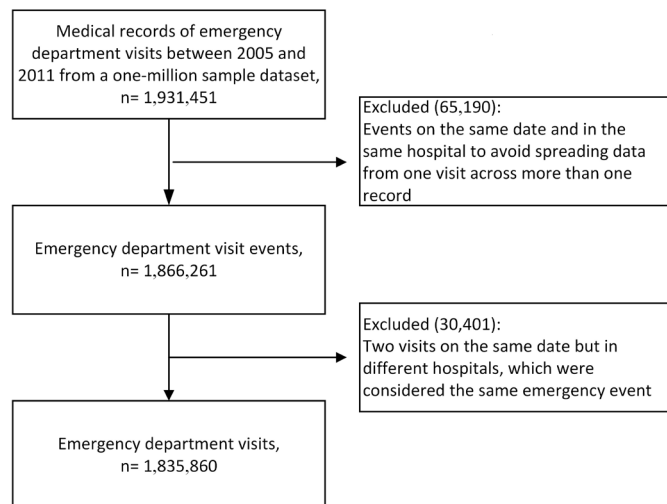 Medical records of emergency
department visits between 2005 and
2011 from a one-million sample dataset,
n= 1,931,451
Excluded (65,190):
Events on the same date and in the
same hospital to avoid spreading data
from one visit across more than one
record
Emergency department visit events,
n= 1,866,261
Excluded (30,401):
Two visits on the same date but in
different hospitals, which were
considered the same emergency event
Emergency department visits,
n= 1,835,860